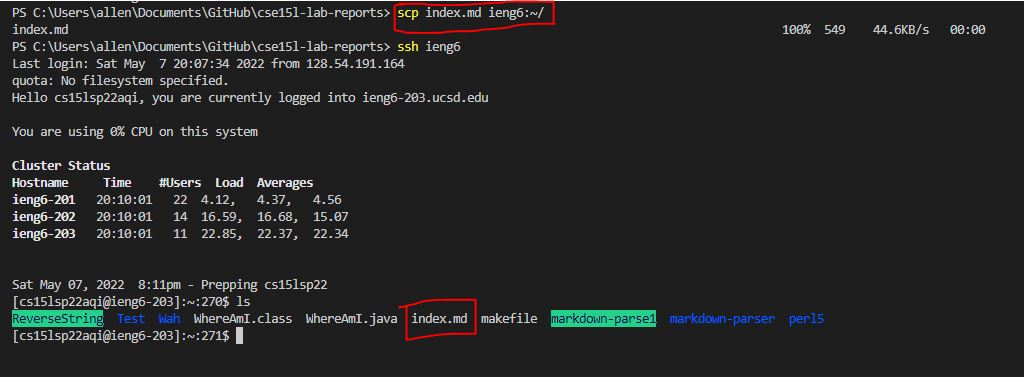 PS C:\Users\allen\Documents\GitHub\cse15l-lab-reports> scp index.md ieng6:~/
index.md 100% 549 44.6KB/s 00:00
PS C:\Users\allen\Documents\GitHub\cse15l-lab-reports> ssh ieng6
Last login: Sat May  7 20:07:34 2022 from 128.54.191.164
quota: No filesystem specified.
Hello cs15lsp22aqi, you are currently logged into ieng6-203.ucsd.edu
You are using 0% CPU on this system
Cluster Status
Hostname Time #Users Load Averages
ieng6-201 20:10:01 22 4.12, 4.37, 4.56
ieng6-202 20:10:01 14 16.59, 16.68, 15.07
ieng6-203 20:10:01 11 22.85, 22.37, 22.34
Sat May 07, 2022  8:11pm - Prepping cs15lsp22
[cs15lsp22aqi@ieng6-203]:~:270$ ls
ReverseString Test Wah WhereAmI.class WhereAmI.java index.md makefile markdown-parse1 markdown-parser perl5
[cs15lsp22aqi@ieng6-203]:~:271$